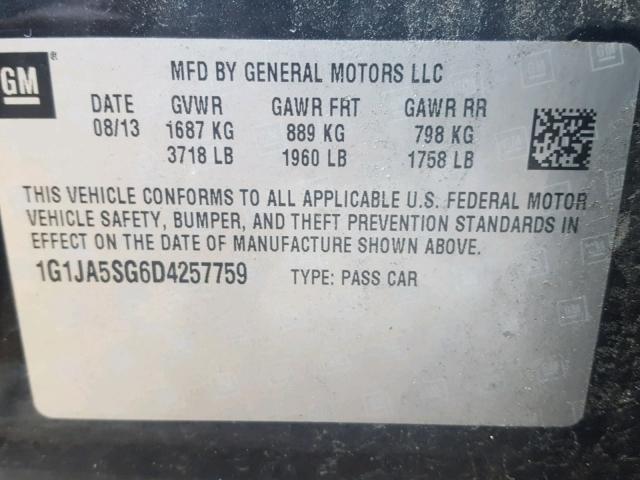 GM
MFD BY GENERAL MOTORS LLC
DATE GVWR GAWR FRT GAWR RR
08/13 1687 KG 889 KG 798 KG
3718 LB 1960 LB 1758 LB
THIS VEHICLE CONFORMS TO ALL APPLICABLE U.S. FEDERAL MOTOR
VEHICLE SAFETY, BUMPER, AND THEFT PREVENTION STANDARDS IN
EFFECT ON THE DATE OF MANUFACTURE SHOWN ABOVE.
1G1JA5SG6D4257759 TYPE: PASS CAR